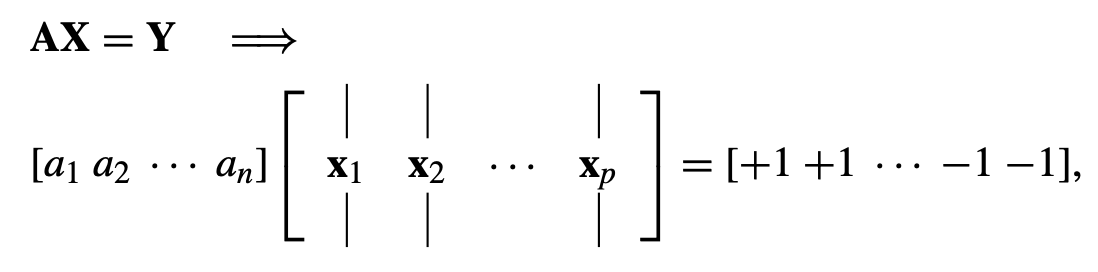 AX = Y ⟹
[a₁ a₂ ⋯ aₙ] [ | | | x₁ x₂ ⋯ xₚ | | | ] = [+1 +1 ⋯ −1 −1],